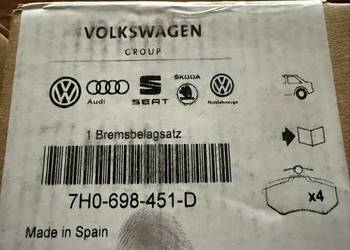 VOLKSWAGEN
GROUP
Audi SEAT ŠKODA Nutzfahrzeuge
1 Bremsbelagsatz
7H0-698-451-D
x4
Made in Spain